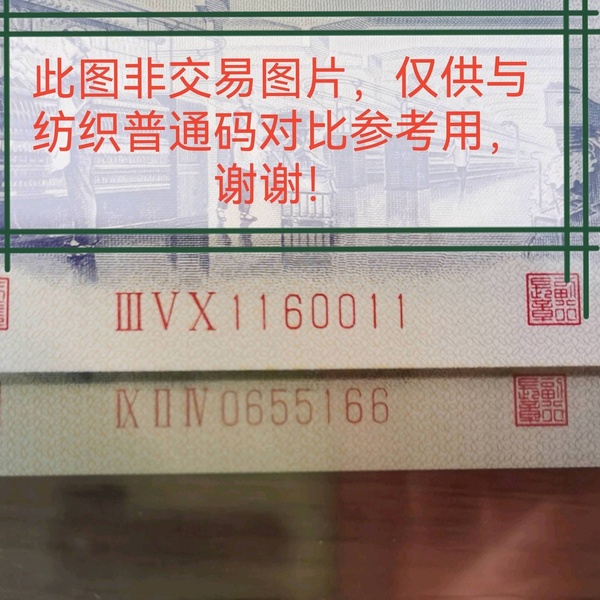 此图非交易图片，仅供与
纺织普通码对比参考用，
谢谢!
ⅢⅤⅩ1160011
ⅨⅡⅣ0655166